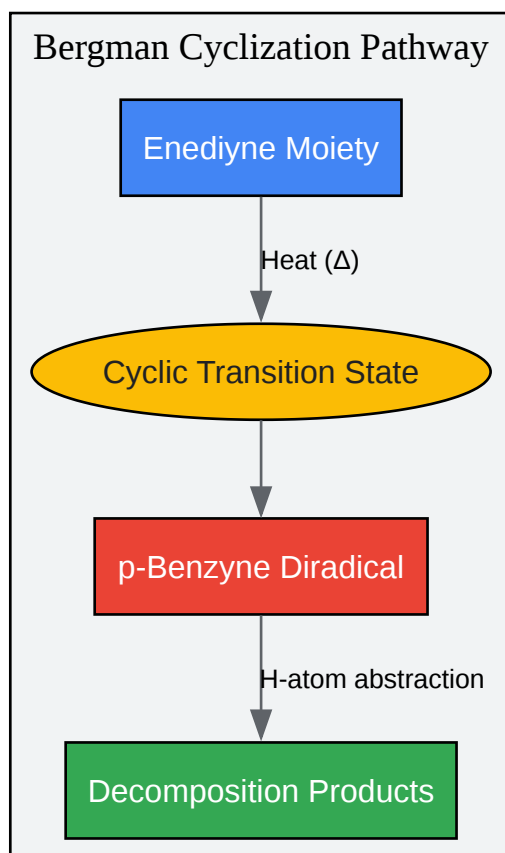 Bergman Cyclization Pathway
Enediyne Moiety
Heat (Δ)
Cyclic Transition State
p-Benzyne Diradical
H-atom abstraction
Decomposition Products